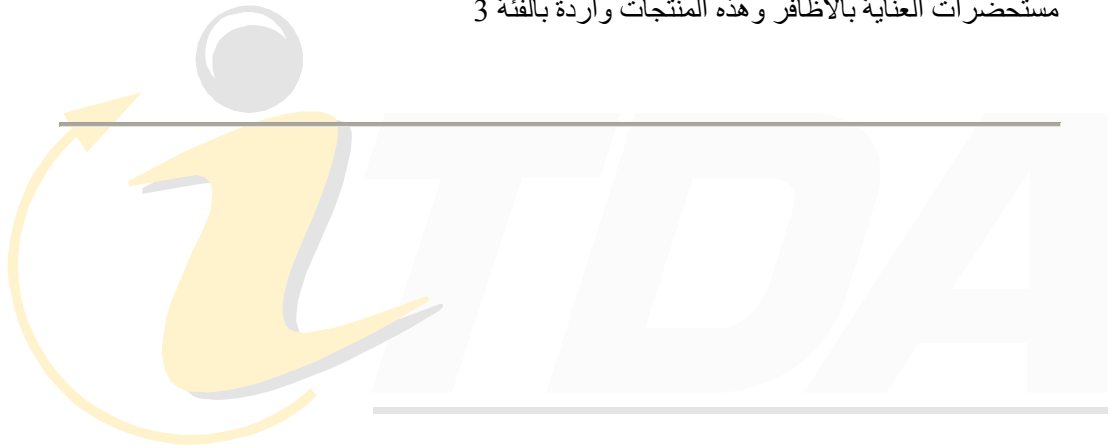 مستحضرات العناية بالأظافر وهذه المنتجات واردة بالفئة 3
iTDA